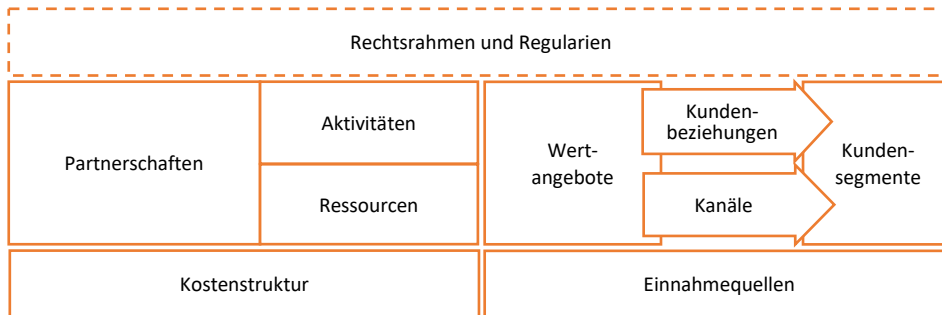 Rechtsrahmen und Regularien
Partnerschaften
Aktivitäten
Ressourcen
Wert-
angebote
Kunden-
beziehungen
Kanäle
Kunden-
segmente
Kostenstruktur
Einnahmequellen